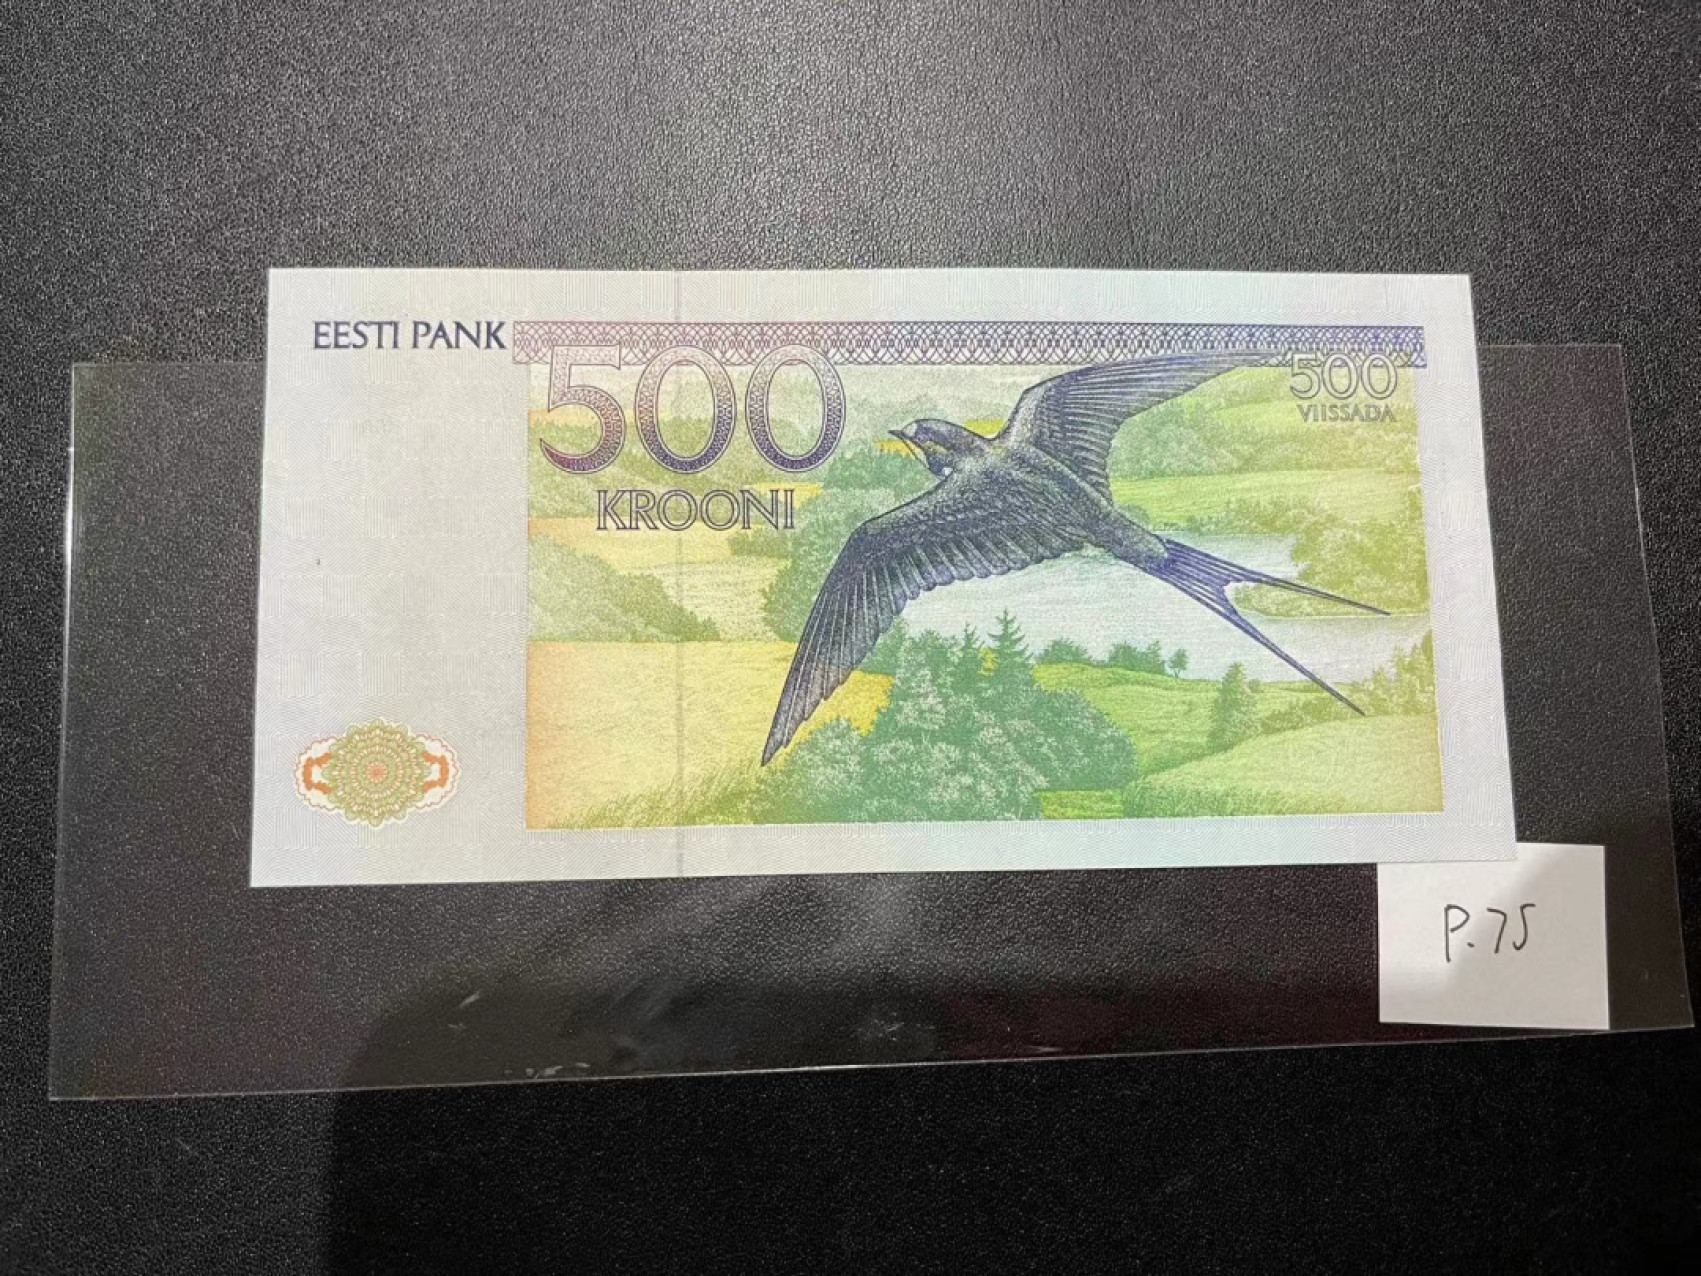 EESTI PANK
500
KROONI
500
VIISSADA
P.75